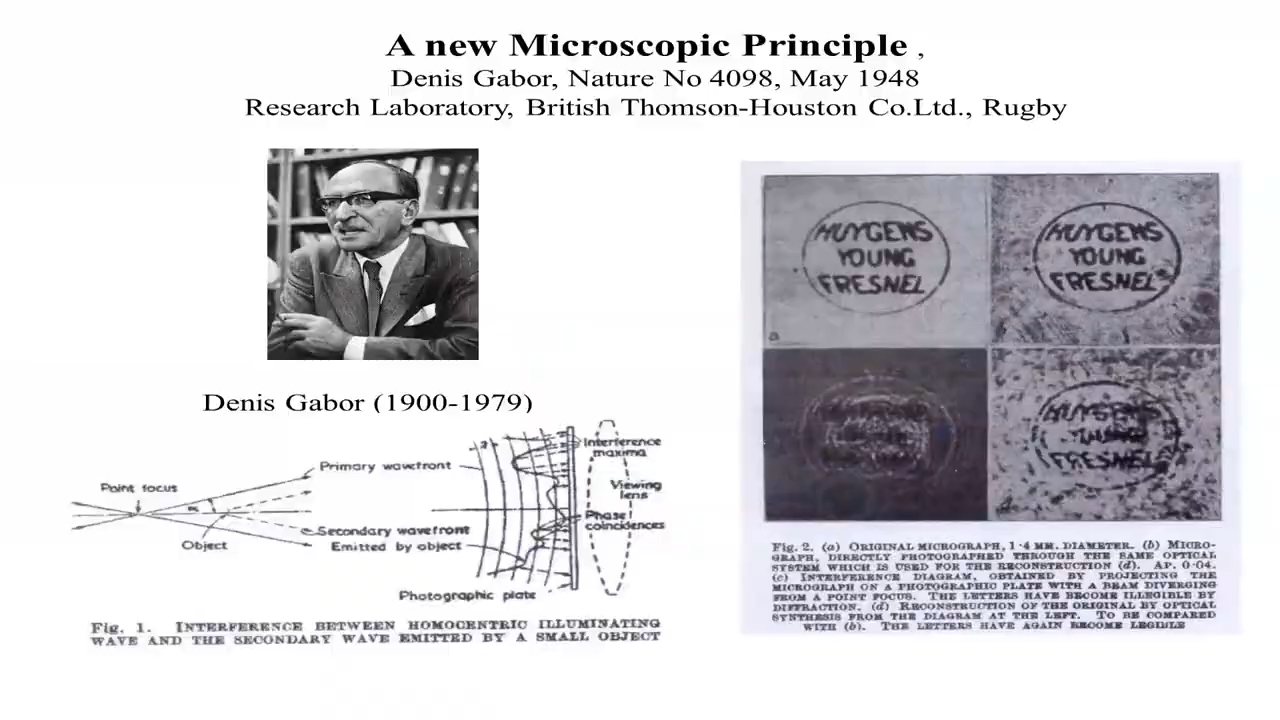 A new Microscopic Principle ,
Denis Gabor, Nature No 4098, May 1948
Research Laboratory, British Thomson-Houston Co.Ltd., Rugby
Denis Gabor (1900-1979)
Point focus
Object
Primary wavefront
Secondary wavefront
Emitted by object
Photographic plate
Interference
maxima
Viewing
lens
Phase
coincidences
Fig. 1. INTERFERENCE BETWEEN HOMOCENTRIC ILLUMINATING
WAVE AND THE SECONDARY WAVE EMITTED BY A SMALL OBJECT
HUYGENS
YOUNG
FRESNEL
a
HUYGENS
YOUNG
FRESNEL
HUYGENS
YOUNG
FRESNEL
Fig. 2. (a) ORIGINAL MICROGRAPH, 1·4 MM. DIAMETER. (b) MICRO-
GRAPH, DIRECTLY PHOTOGRAPHED THROUGH THE SAME OPTICAL
SYSTEM WHICH IS USED FOR THE RECONSTRUCTION (d). AP. 0·04.
(c) INTERFERENCE DIAGRAM, OBTAINED BY PROJECTING THE
MICROGRAPH ON A PHOTOGRAPHIC PLATE WITH A BEAM DIVERGING
FROM A POINT FOCUS. THE LETTERS HAVE BECOME ILLEGIBLE BY
DIFFRACTION. (d) RECONSTRUCTION OF THE ORIGINAL BY OPTICAL
SYNTHESIS FROM THE DIAGRAM AT THE LEFT. TO BE COMPARED
WITH (b). THE LETTERS HAVE AGAIN BECOME LEGIBLE